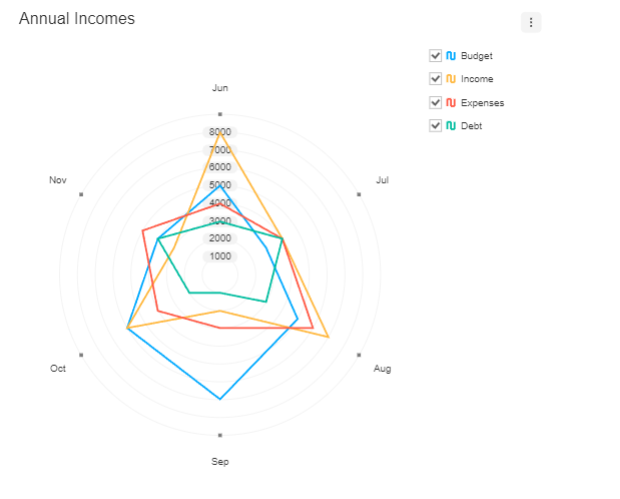 Annual Incomes
Budget
Income
Expenses
Debt
Jun
8000
7000
6000
5000
4000
3000
2000
1000
Nov
Jul
Oct
Aug
Sep